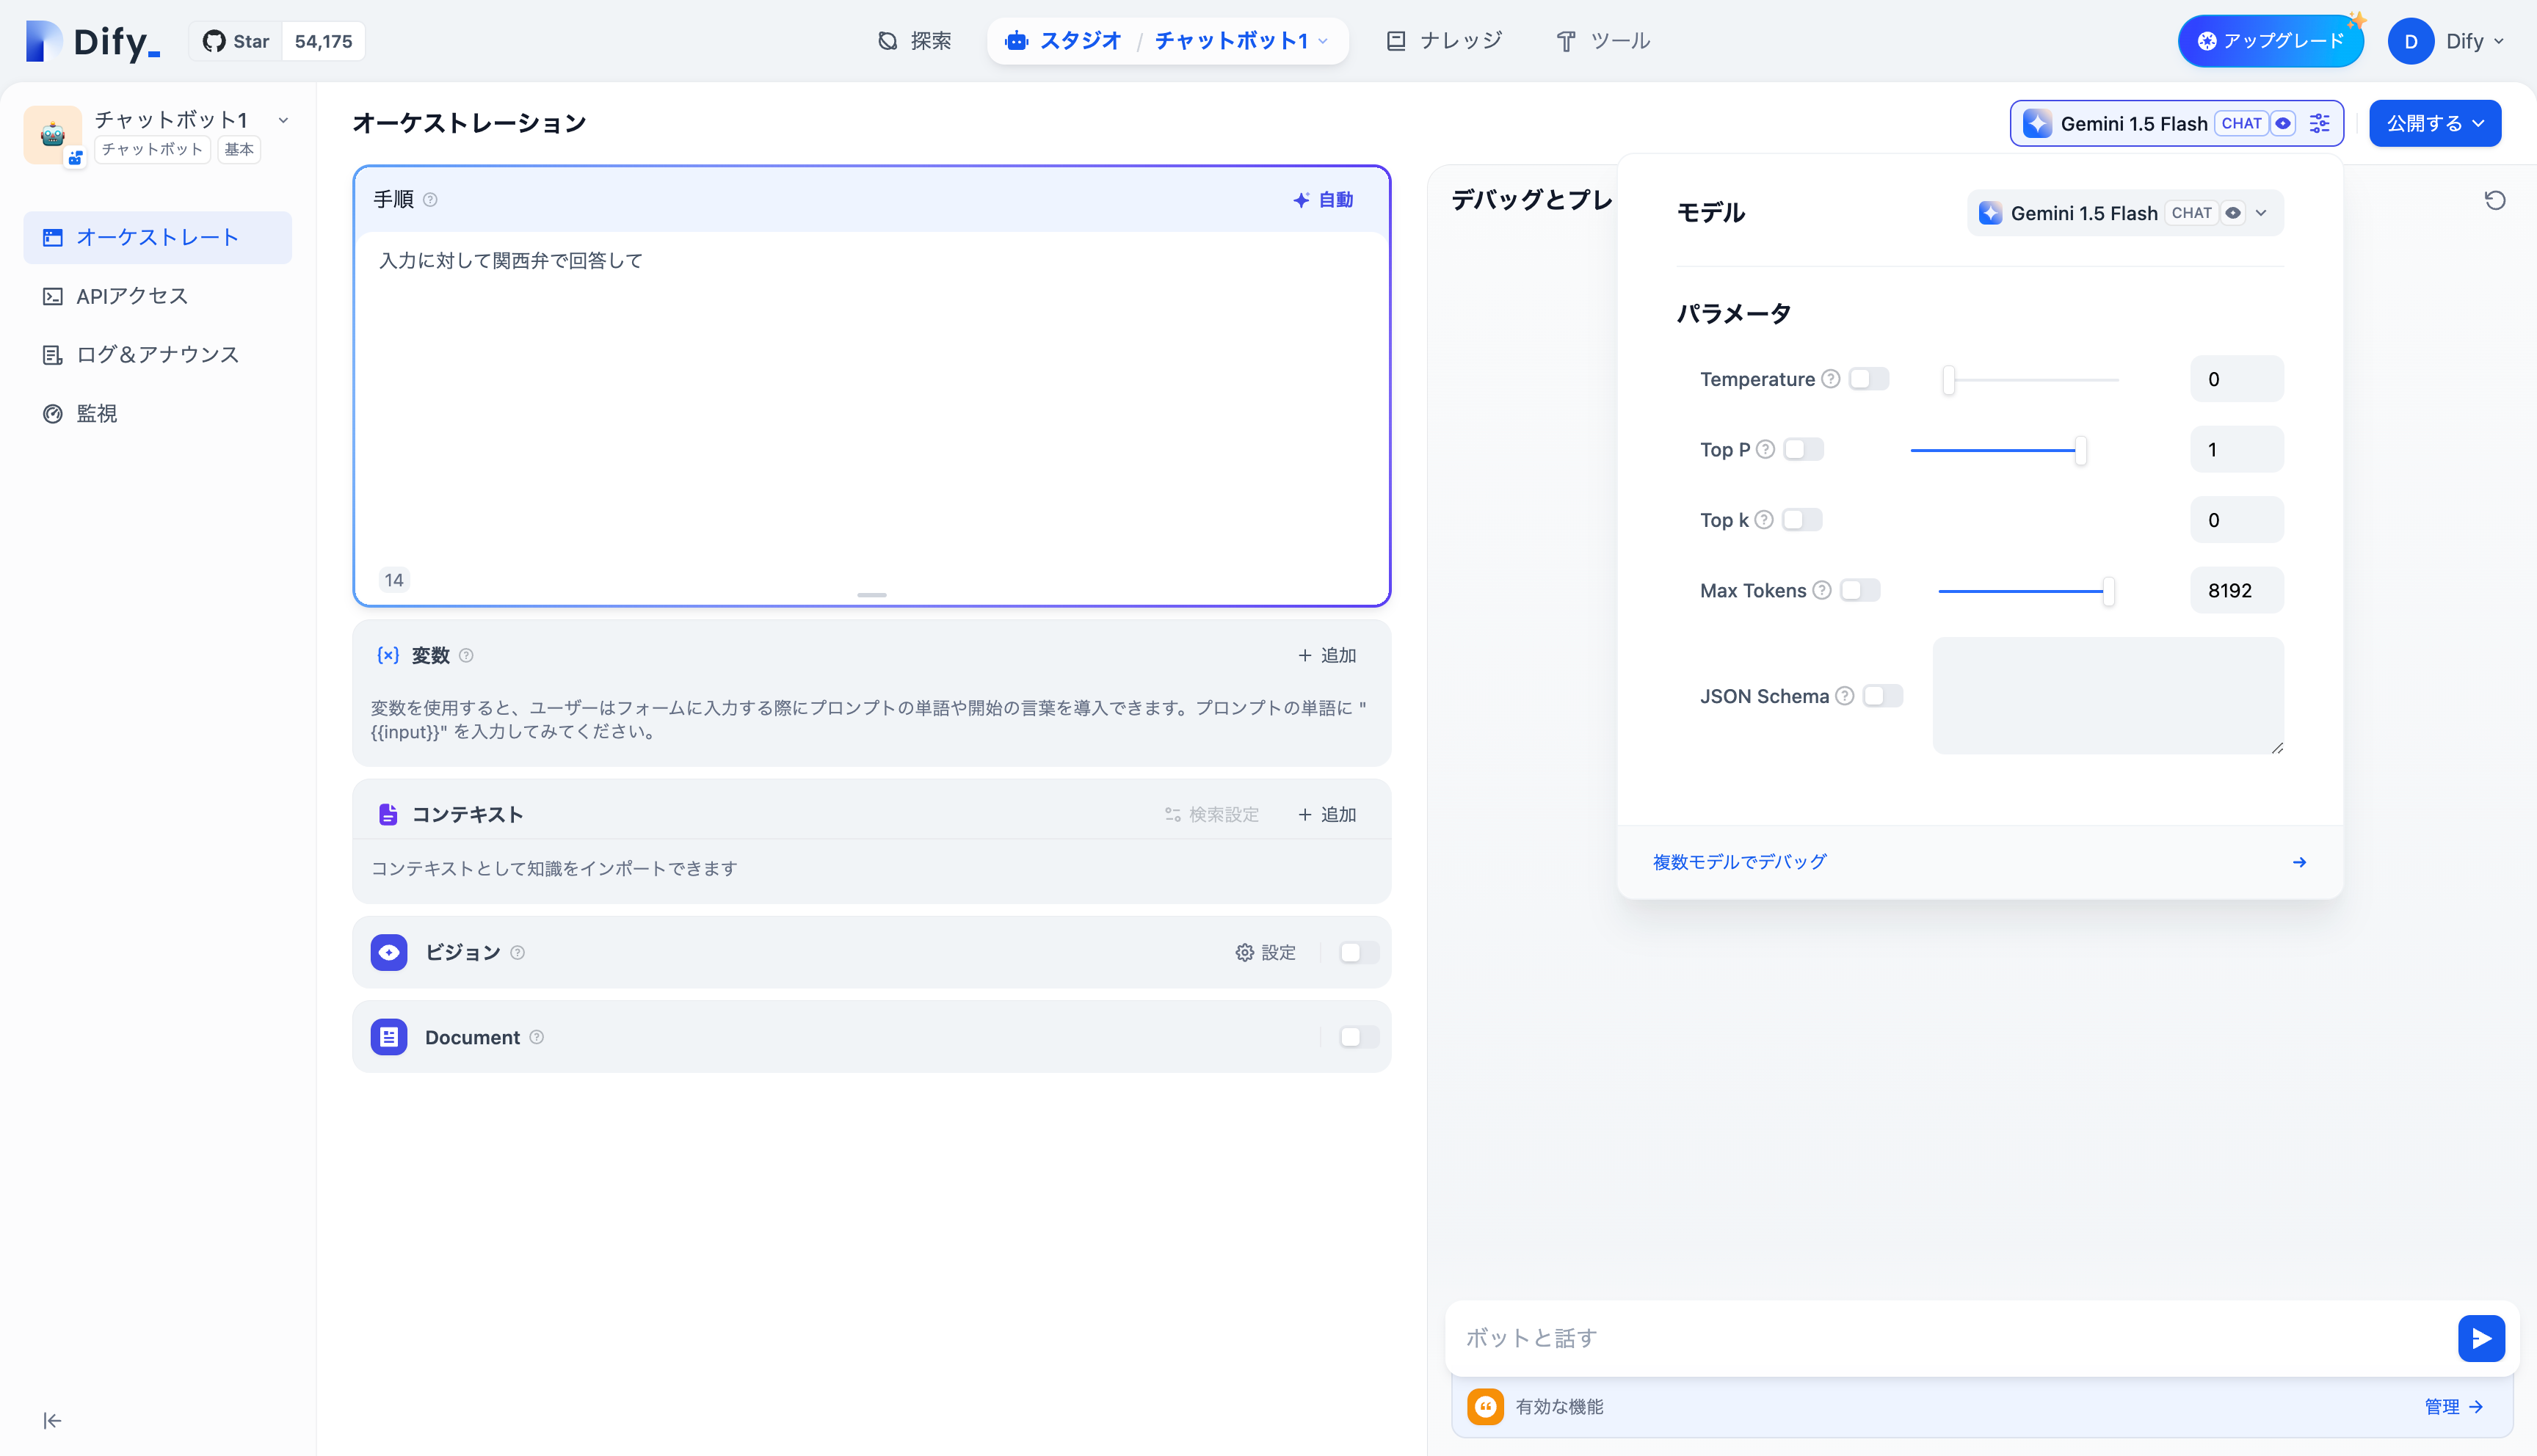 Dify_
Star 54,175
探索
スタジオ / チャットボット1
ナレッジ
ツール
アップグレード
D Dify
チャットボット1
チャットボット 基本
オーケストレート
APIアクセス
ログ＆アナウンス
監視
オーケストレーション
Gemini 1.5 Flash CHAT
公開する
手順
自動
入力に対して関西弁で回答して
14
変数
追加
変数を使用すると、ユーザーはフォームに入力する際にプロンプトの単語や開始の言葉を導入できます。プロンプトの単語に "
{{input}}" を入力してみてください。
コンテキスト
検索設定
追加
コンテキストとして知識をインポートできます
ビジョン
設定
Document
デバッグとプレ
モデル
Gemini 1.5 Flash CHAT
パラメータ
Temperature 0
Top P 1
Top k 0
Max Tokens 8192
JSON Schema
複数モデルでデバッグ
ボットと話す
有効な機能
管理